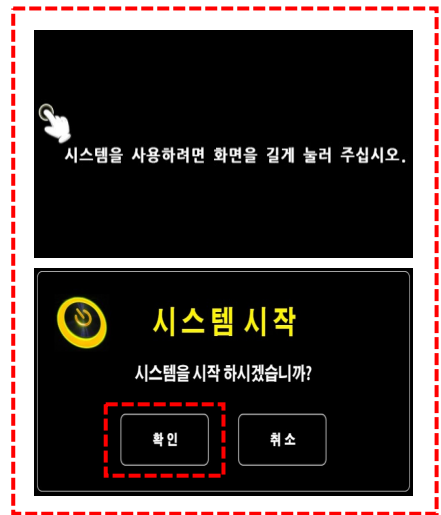 시스템을 사용하려면 화면을 길게 눌러 주십시오.
시스템 시작
시스템을 시작 하시겠습니까?
확인
취소